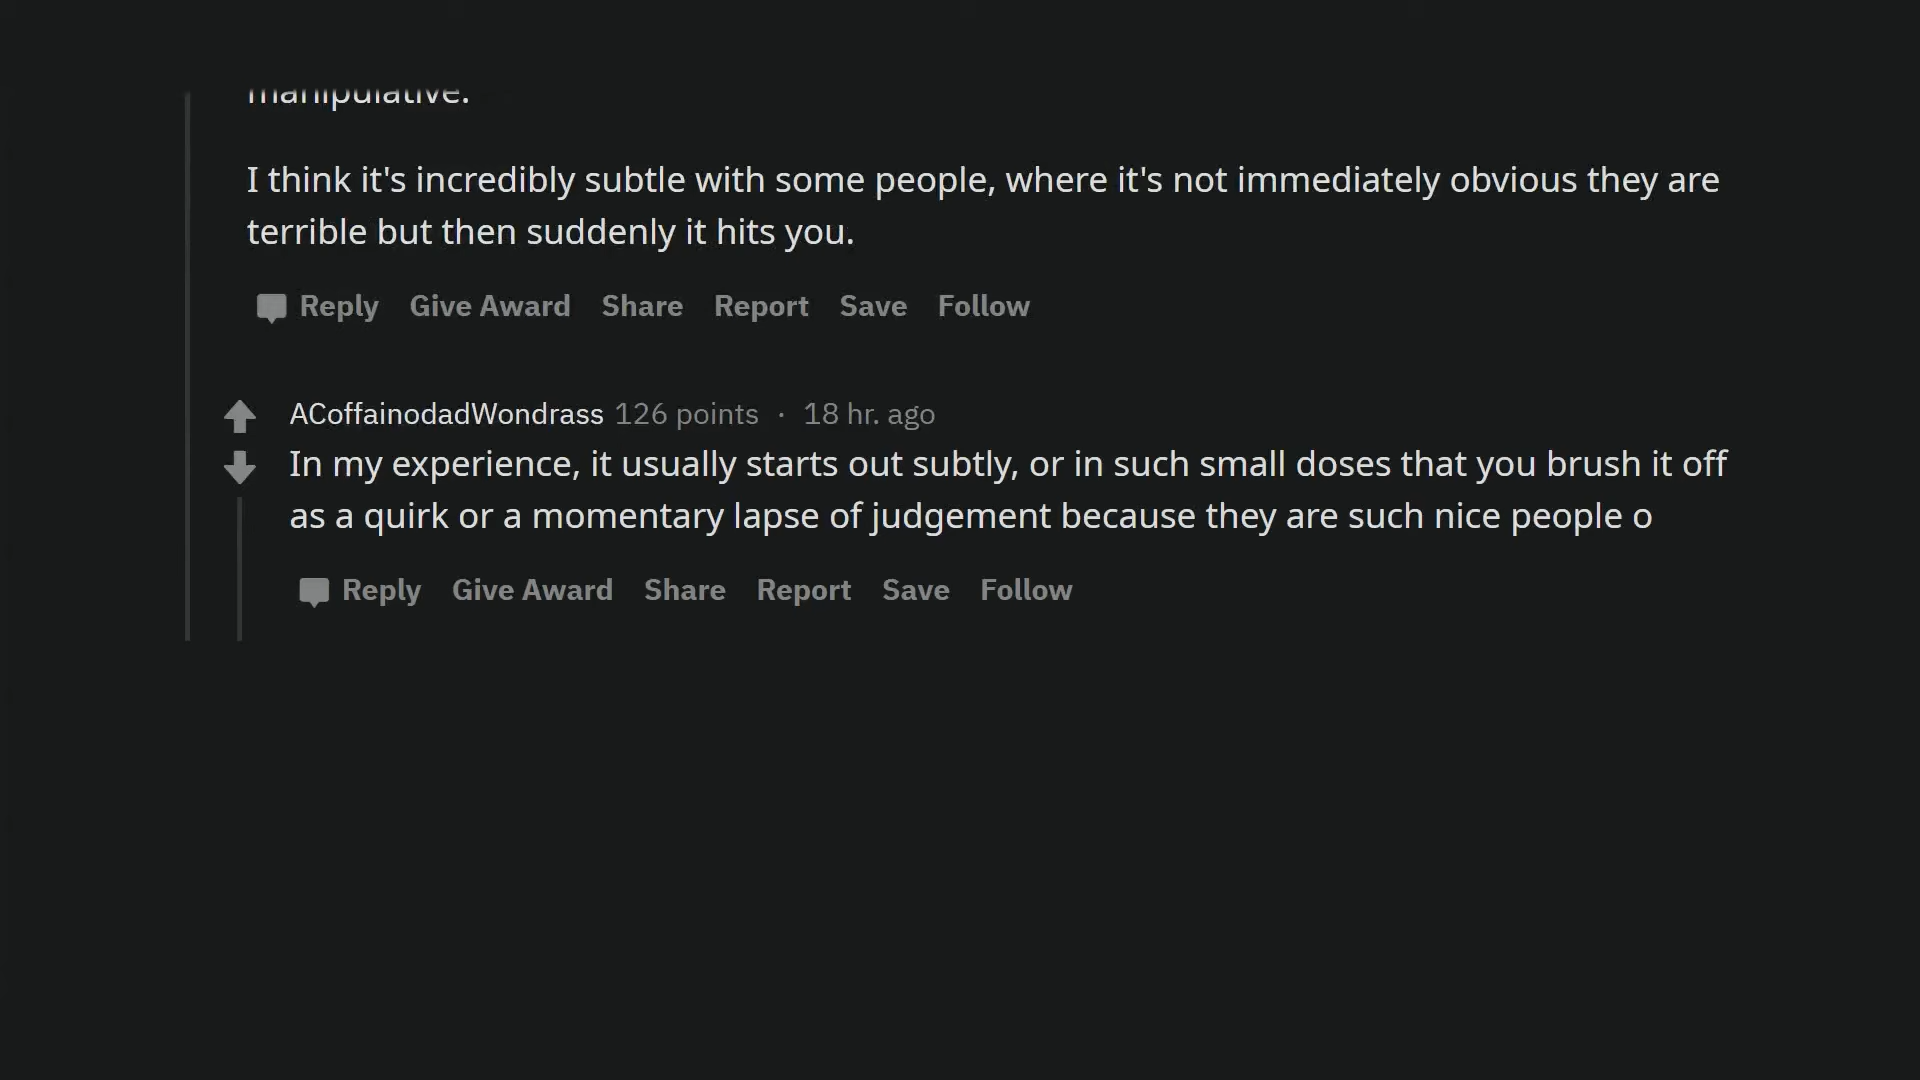 manipulative.
I think it's incredibly subtle with some people, where it's not immediately obvious they are
terrible but then suddenly it hits you.
Reply Give Award Share Report Save Follow
ACoffainodadWondrass 126 points · 18 hr. ago
In my experience, it usually starts out subtly, or in such small doses that you brush it off
as a quirk or a momentary lapse of judgement because they are such nice people o
Reply Give Award Share Report Save Follow